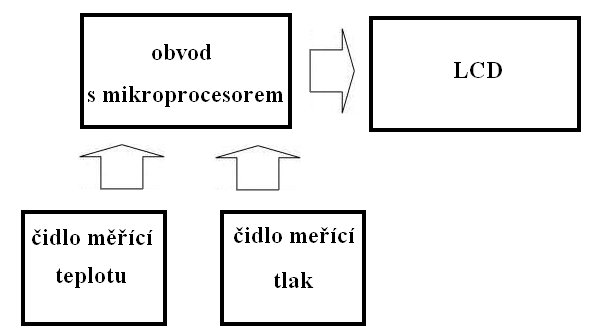 obvod
s mikroprocesorem
LCD
čidlo měřící
teplotu
čidlo meřící
tlak